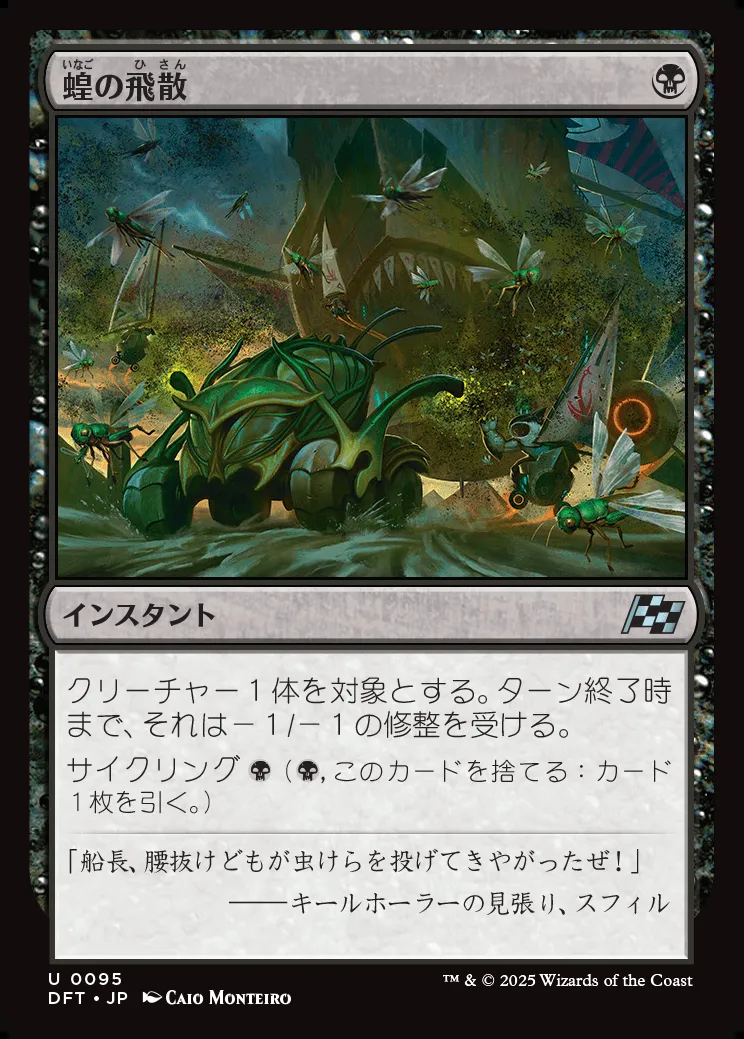 いなご ひさん
蝗の飛散
インスタント
クリーチャー１体を対象とする。ターン終了時
まで、それは－１/－１の修整を受ける。
サイクリング（,このカードを捨てる：カード
１枚を引く。）
「船長、腰抜けどもが虫けらを投げてきやがったぜ！」
――キールホーラーの見張り、スフィル
U 0095
DFT • JP CAIO MONTEIRO
™ & © 2025 Wizards of the Coast